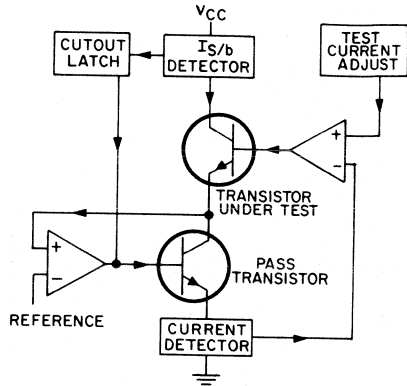 VCC
CUTOUT
LATCH
IS/b
DETECTOR
TEST
CURRENT
ADJUST
+
−
TRANSISTOR
UNDER TEST
+
−
PASS
TRANSISTOR
REFERENCE
CURRENT
DETECTOR